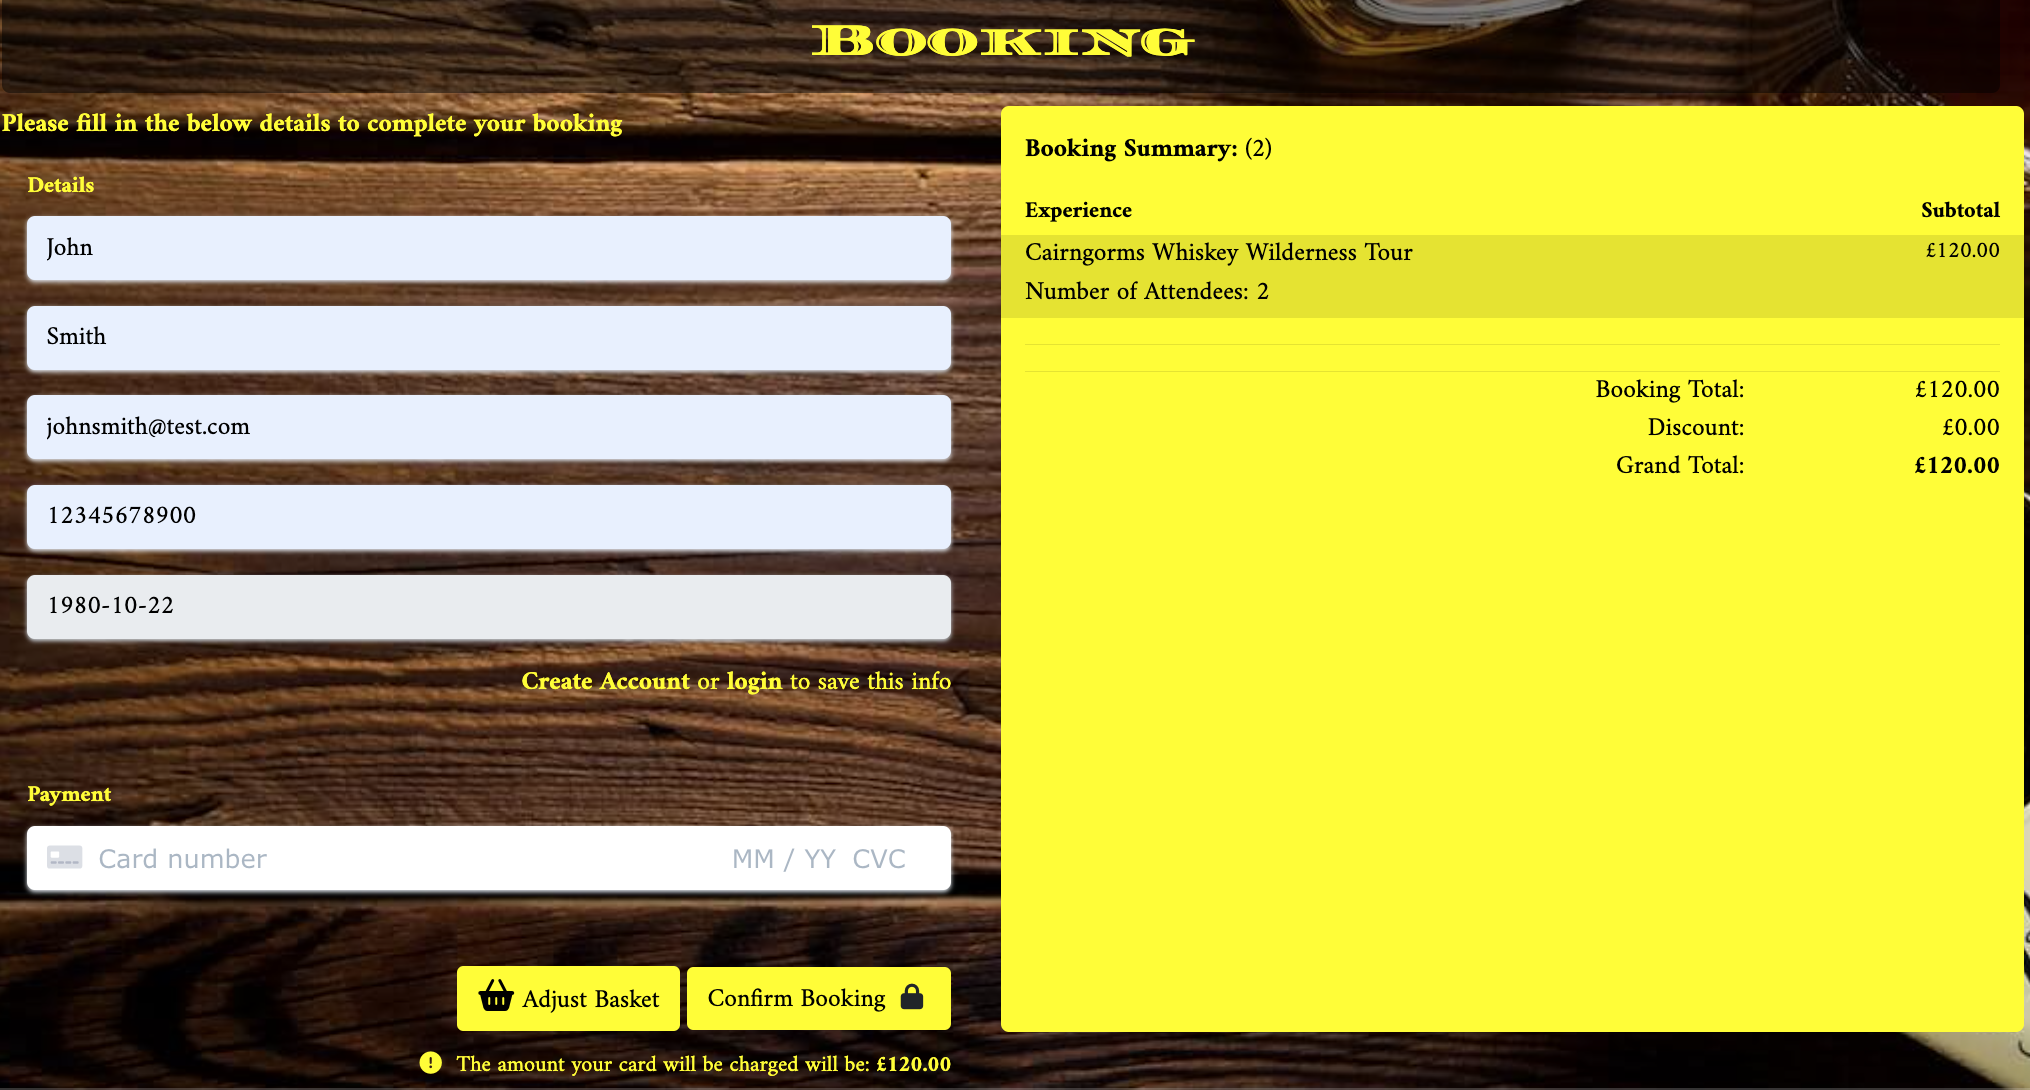 Booking
Please fill in the below details to complete your booking
Details
John
Smith
johnsmith@test.com
12345678900
1980-10-22
Create Account or login to save this info
Payment
Card number MM / YY CVC
Adjust Basket Confirm Booking
The amount your card will be charged will be: £120.00
Booking Summary: (2)
Experience Subtotal
Cairngorms Whiskey Wilderness Tour £120.00
Number of Attendees: 2
Booking Total: £120.00
Discount: £0.00
Grand Total: £120.00